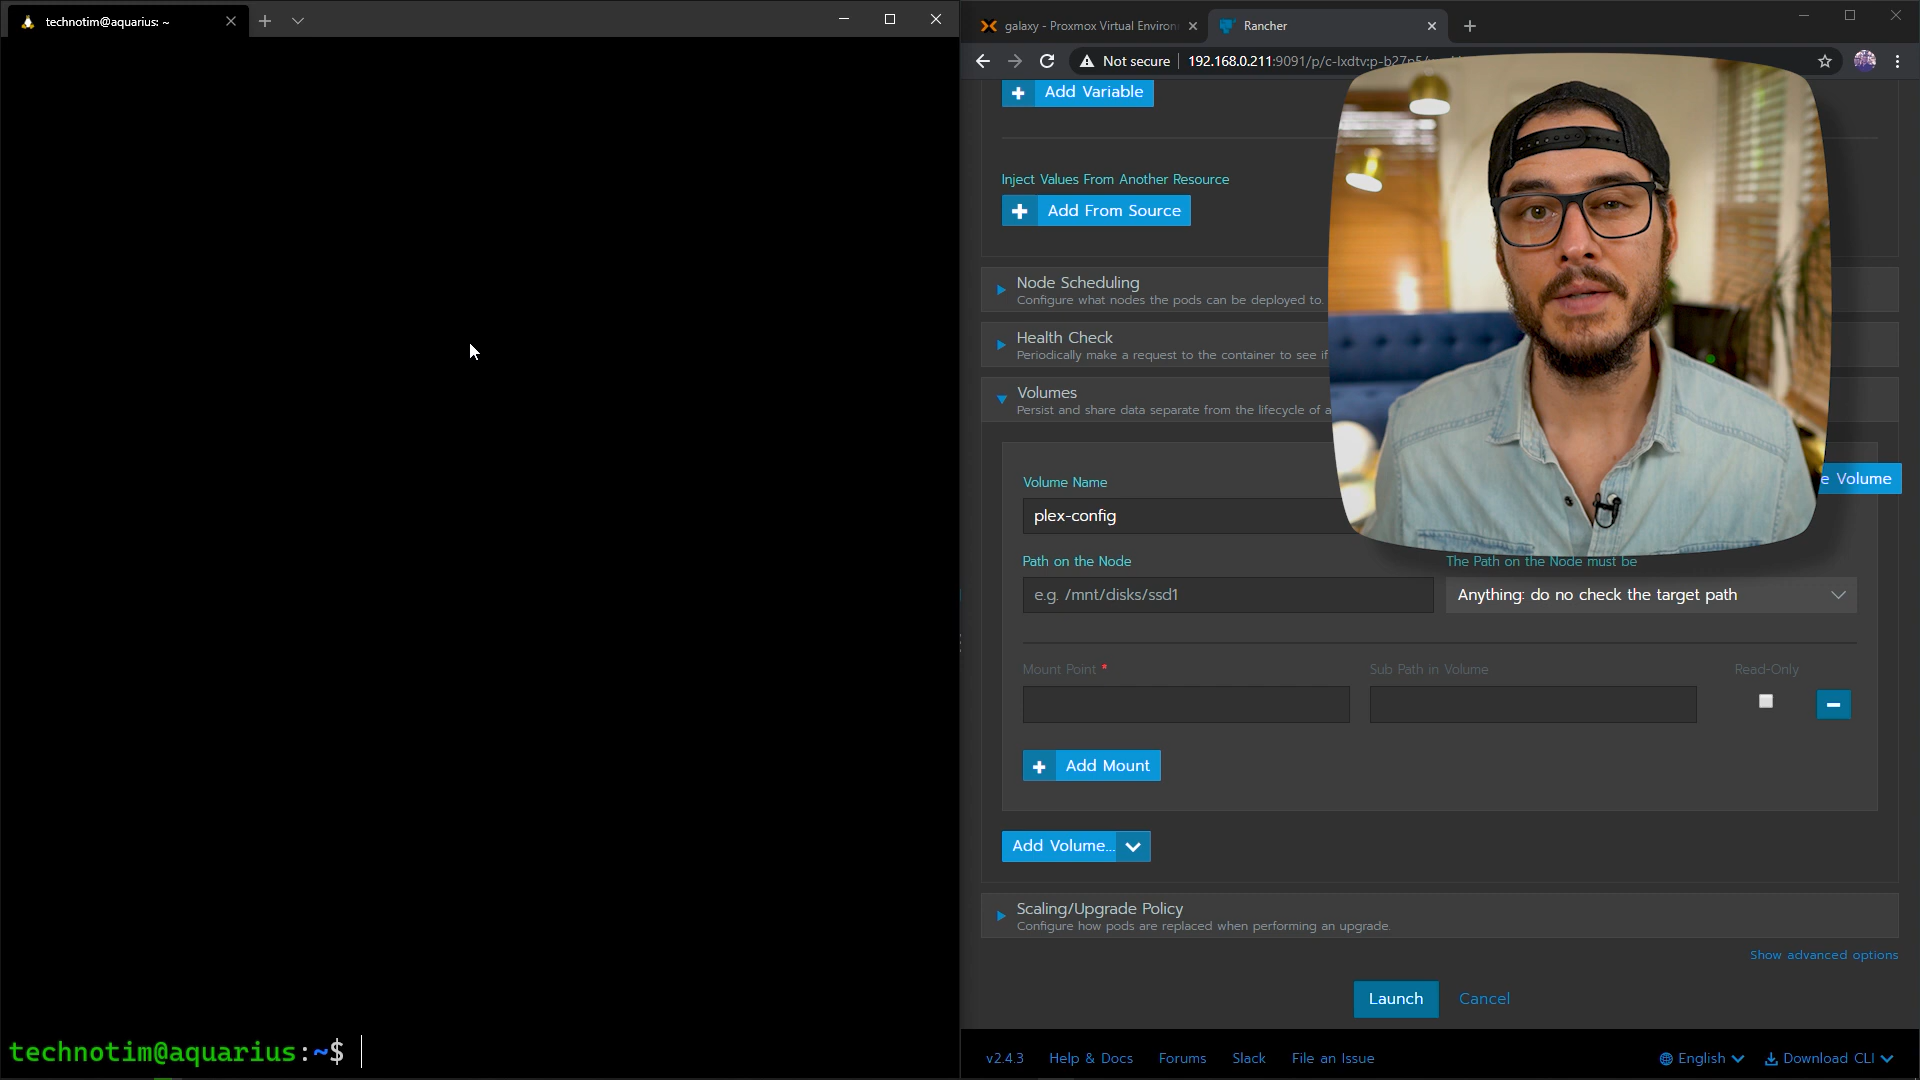 technotim@aquarius: ~
technotim@aquarius:~$
galaxy - Proxmox Virtual Environ
Rancher
Not secure
192.168.0.211:9091/p/c-lxdtv:p-b27n5/
Add Variable
Inject Values From Another Resource
Add From Source
Node Scheduling
Configure what nodes the pods can be deployed to.
Health Check
Periodically make a request to the container to see if
Volumes
Persist and share data separate from the lifecycle of a
e Volume
Volume Name
plex-config
Path on the Node
The Path on the Node must be
e.g. /mnt/disks/ssd1
Anything: do no check the target path
Mount Point *
Sub Path in Volume
Read-Only
Add Mount
Add Volume...
Scaling/Upgrade Policy
Configure how pods are replaced when performing an upgrade.
Show advanced options
Launch
Cancel
v2.4.3
Help & Docs
Forums
Slack
File an Issue
English
Download CLI